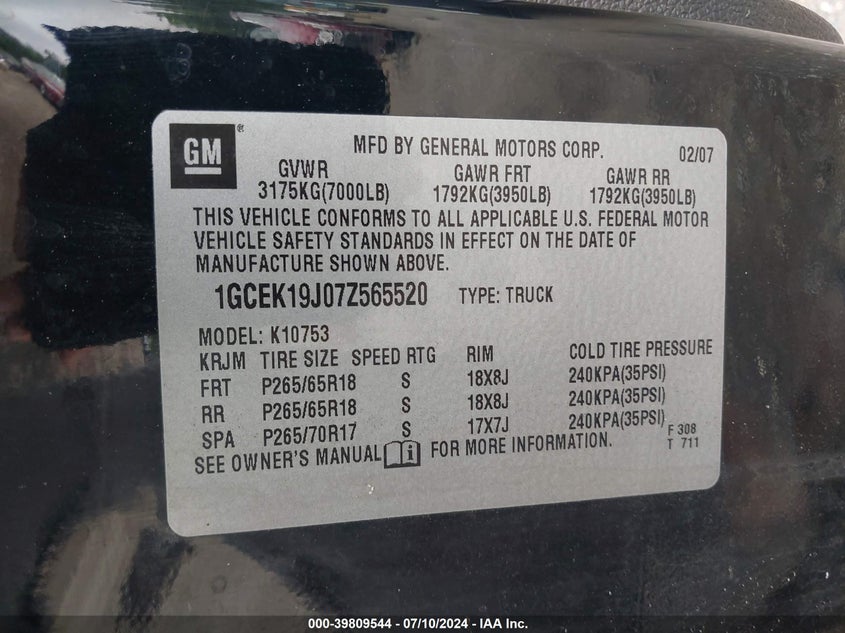 GM ®
MFD BY GENERAL MOTORS CORP. 02/07
GVWR GAWR FRT GAWR RR
3175KG(7000LB) 1792KG(3950LB) 1792KG(3950LB)
THIS VEHICLE CONFORMS TO ALL APPLICABLE U.S. FEDERAL MOTOR
VEHICLE SAFETY STANDARDS IN EFFECT ON THE DATE OF
MANUFACTURE SHOWN ABOVE.
1GCEK19J07Z565520 TYPE: TRUCK
MODEL: K10753
KRJM TIRE SIZE SPEED RTG RIM COLD TIRE PRESSURE
FRT P265/65R18 S 18X8J 240KPA(35PSI)
RR P265/65R18 S 18X8J 240KPA(35PSI)
SPA P265/70R17 S 17X7J 240KPA(35PSI) F 308
SEE OWNER'S MANUAL i FOR MORE INFORMATION. T 711
000-39809544 - 07/10/2024 - IAA Inc.